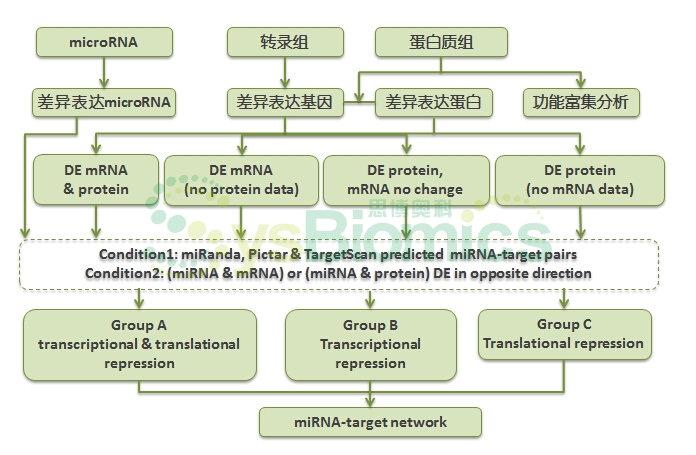 microRNA
转录组
蛋白质组
差异表达microRNA
差异表达基因
差异表达蛋白
功能富集分析
DE mRNA
& protein
DE mRNA
(no protein data)
DE protein,
mRNA no change
DE protein
(no mRNA data)
思博奥科
ysBiomics
Condition1: miRanda, Pictar & TargetScan predicted miRNA-target pairs
Condition2: (miRNA & mRNA) or (miRNA & protein) DE in opposite direction
Group A
transcriptional & translational
repression
Group B
Transcriptional
repression
Group C
Translational repression
miRNA-target network